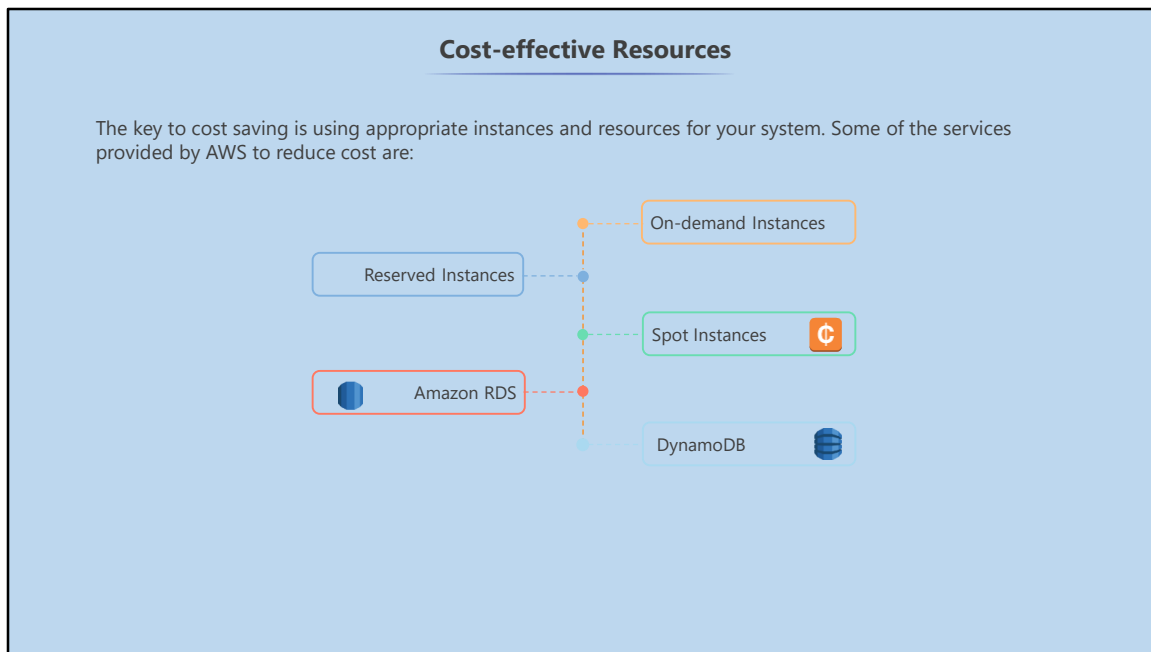 Cost-effective Resources
The key to cost saving is using appropriate instances and resources for your system. Some of the services
provided by AWS to reduce cost are:
On-demand Instances
Reserved Instances
Spot Instances
Amazon RDS
DynamoDB